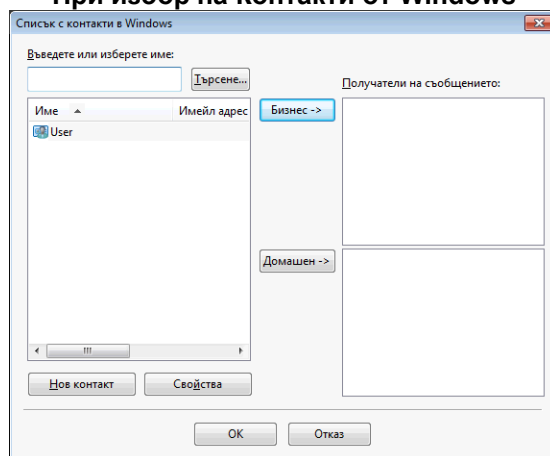 При избор на Контакти от Windows
Списък с контакти в Windows
Въведете или изберете име:
Търсене...
Получатели на съобщението:
Име
Имейл адрес
Бизнес ->
User
Домашен ->
Нов контакт
Свойства
OK
Отказ